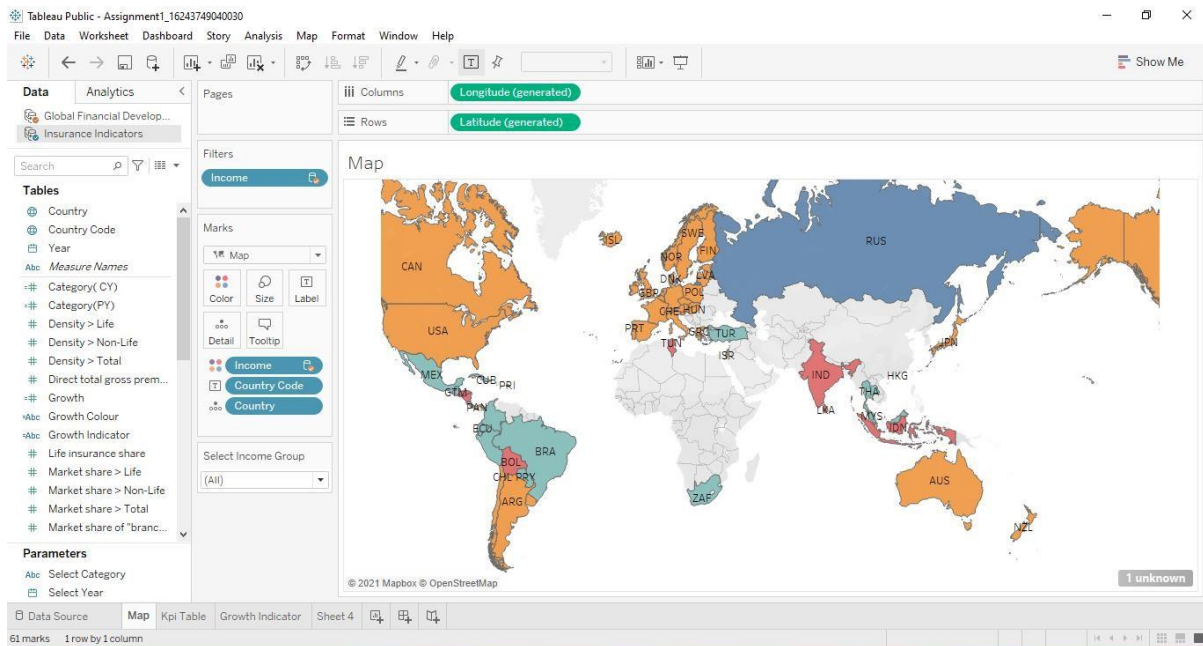 Tableau Public - Assignment1_16243749040030
File Data Worksheet Dashboard Story Analysis Map Format Window Help
Show Me
Data Analytics
Global Financial Develop...
Insurance Indicators
Search
Tables
Country
Country Code
Year
Abc Measure Names
=# Category( CY)
=# Category(PY)
# Density > Life
# Density > Non-Life
# Density > Total
# Direct total gross prem...
=# Growth
=Abc Growth Colour
=Abc Growth Indicator
# Life insurance share
# Market share > Life
# Market share > Non-Life
# Market share > Total
# Market share of "branc...
Parameters
Abc Select Category
Select Year
Pages
Filters
Income
Marks
Map
Color Size Label
Detail Tooltip
Income
Country Code
Country
Select Income Group
(All)
Columns Longitude (generated)
Rows Latitude (generated)
Map
ISL SWE
CAN NOR FIN RUS
DNK LVA
GBR POL
CHE HUN
USA PRT GRC TUR JPN
TUN ISR
MEX CUB PRI IND HKG
GTM THA
PAN LKA MYS
ECU IDN
BRA
BOL
CHL PRY AUS
ARG ZAF
NZL
© 2021 Mapbox © OpenStreetMap
1 unknown
Data Source Map Kpi Table Growth Indicator Sheet 4
61 marks 1 row by 1 column